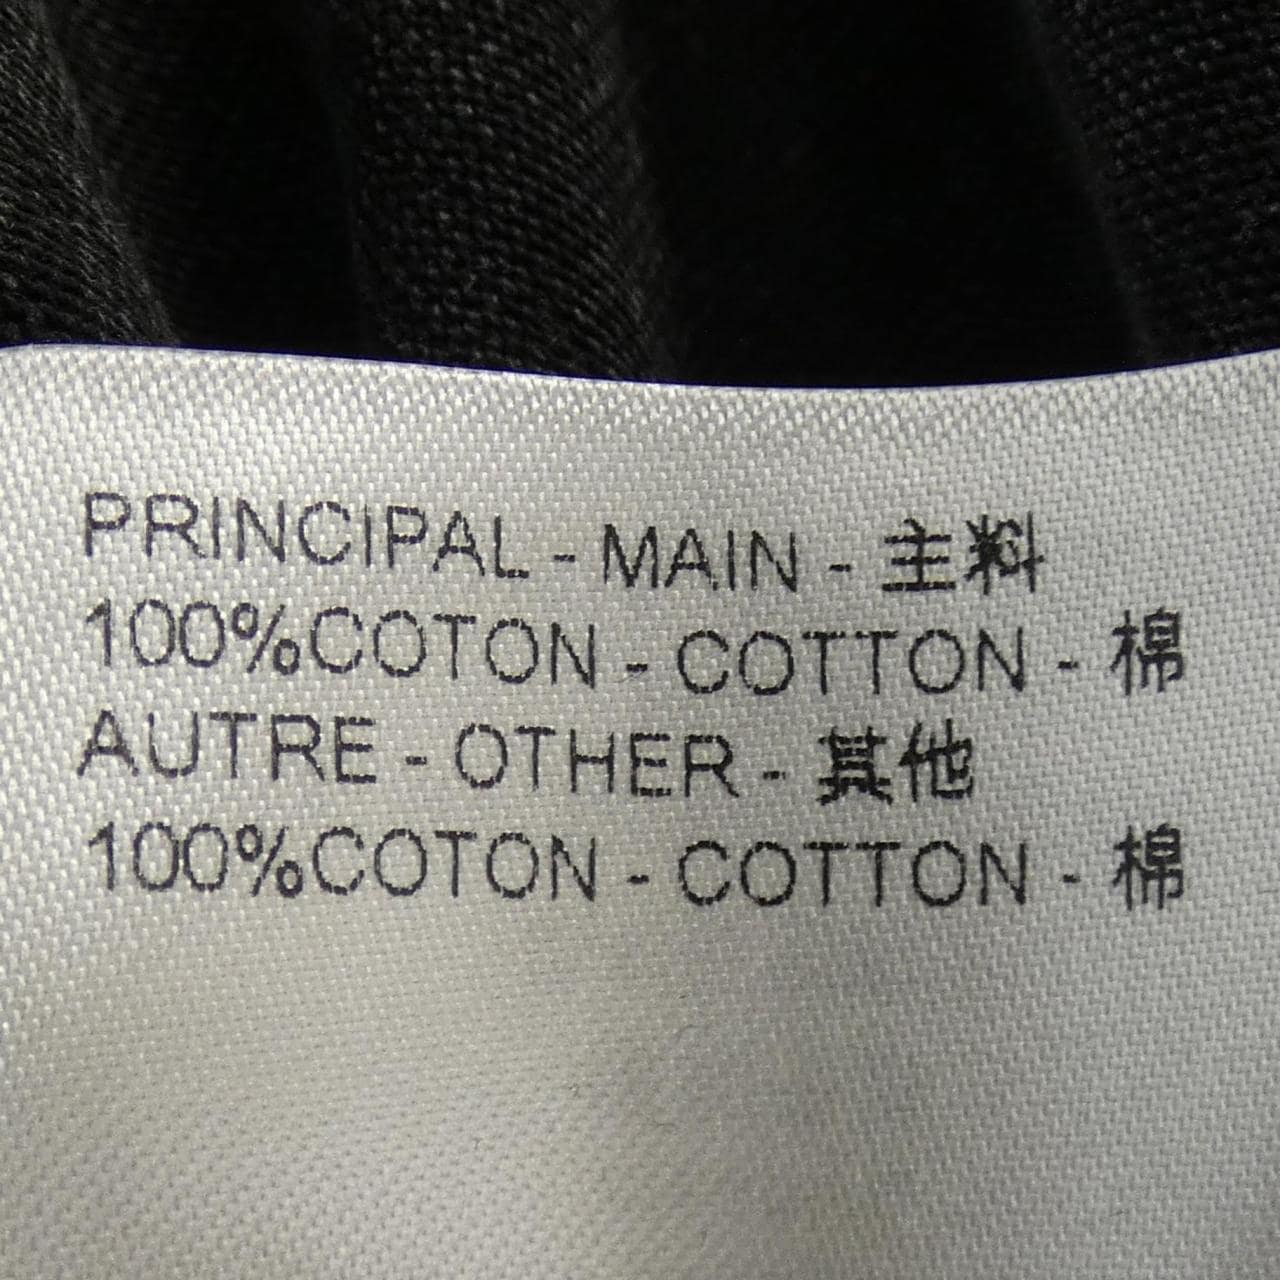 PRINCIPAL - MAIN - 主料
100%COTON - COTTON - 棉
AUTRE - OTHER - 其他
100%COTON - COTTON - 棉